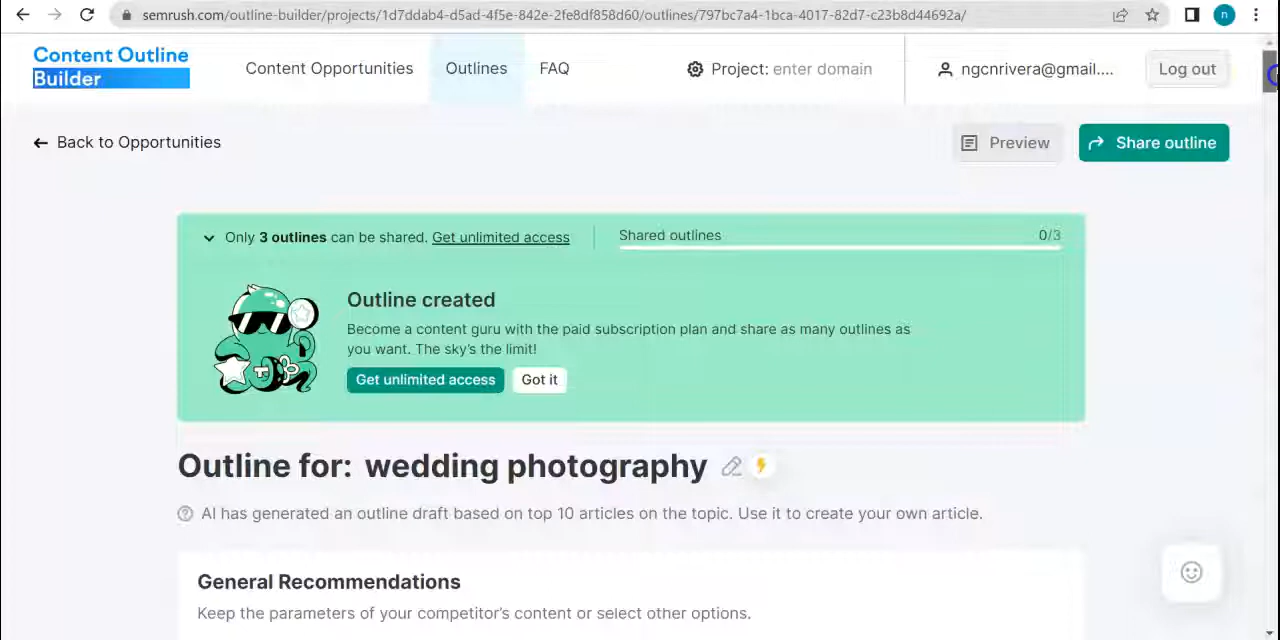 semrush.com/outline-builder/projects/1d7ddab4-d5ad-4f5e-842e-2fe8df858d60/outlines/797bc7a4-1bca-4017-82d7-c23b8d44692a/
n
Content Outline
Builder
Content Opportunities
Outlines
FAQ
Project: enter domain
ngcnrivera@gmail....
Log out
Back to Opportunities
Preview
Share outline
Only 3 outlines can be shared. Get unlimited access
Shared outlines
0/3
Outline created
Become a content guru with the paid subscription plan and share as many outlines as
you want. The sky's the limit!
Get unlimited access
Got it
Outline for: wedding photography
AI has generated an outline draft based on top 10 articles on the topic. Use it to create your own article.
General Recommendations
Keep the parameters of your competitor's content or select other options.